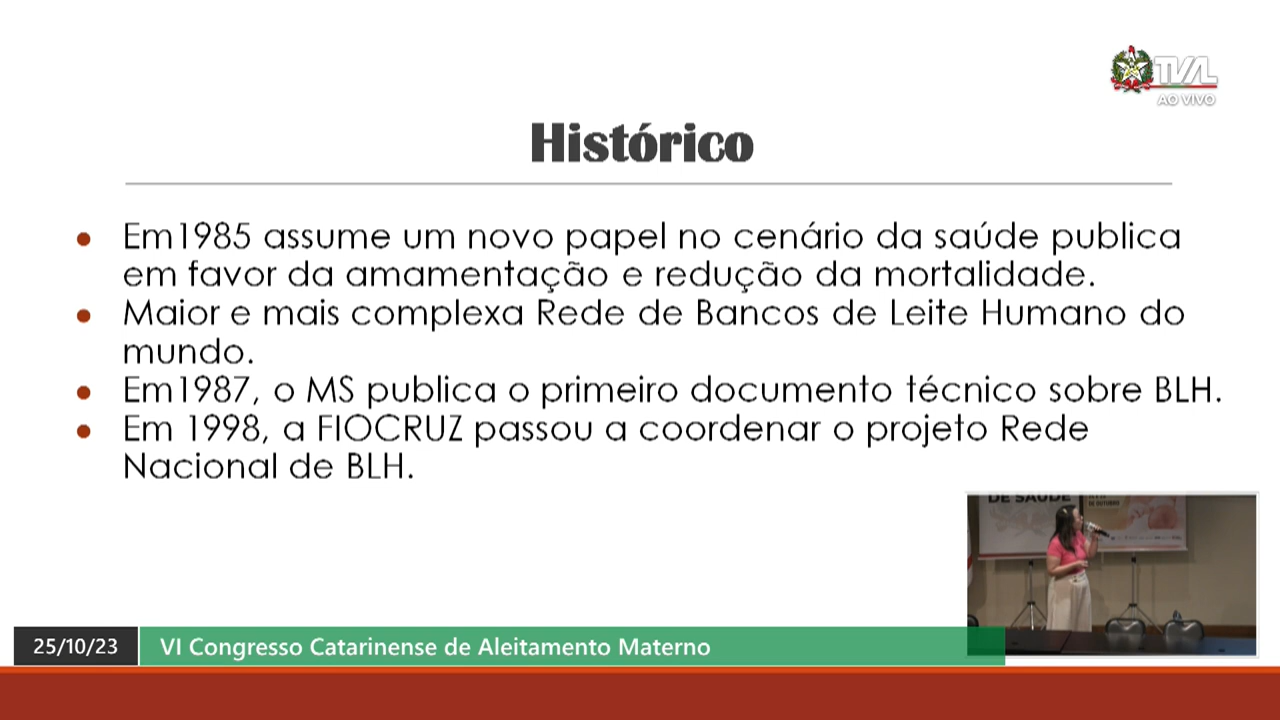 TVAL
AO VIVO
Histórico
Em1985 assume um novo papel no cenário da saúde publica
em favor da amamentação e redução da mortalidade.
Maior e mais complexa Rede de Bancos de Leite Humano do
mundo.
Em1987, o MS publica o primeiro documento técnico sobre BLH.
Em 1998, a FIOCRUZ passou a coordenar o projeto Rede
Nacional de BLH.
DE SAÚDE
DE OUTUBRO
25/10/23 VI Congresso Catarinense de Aleitamento Materno